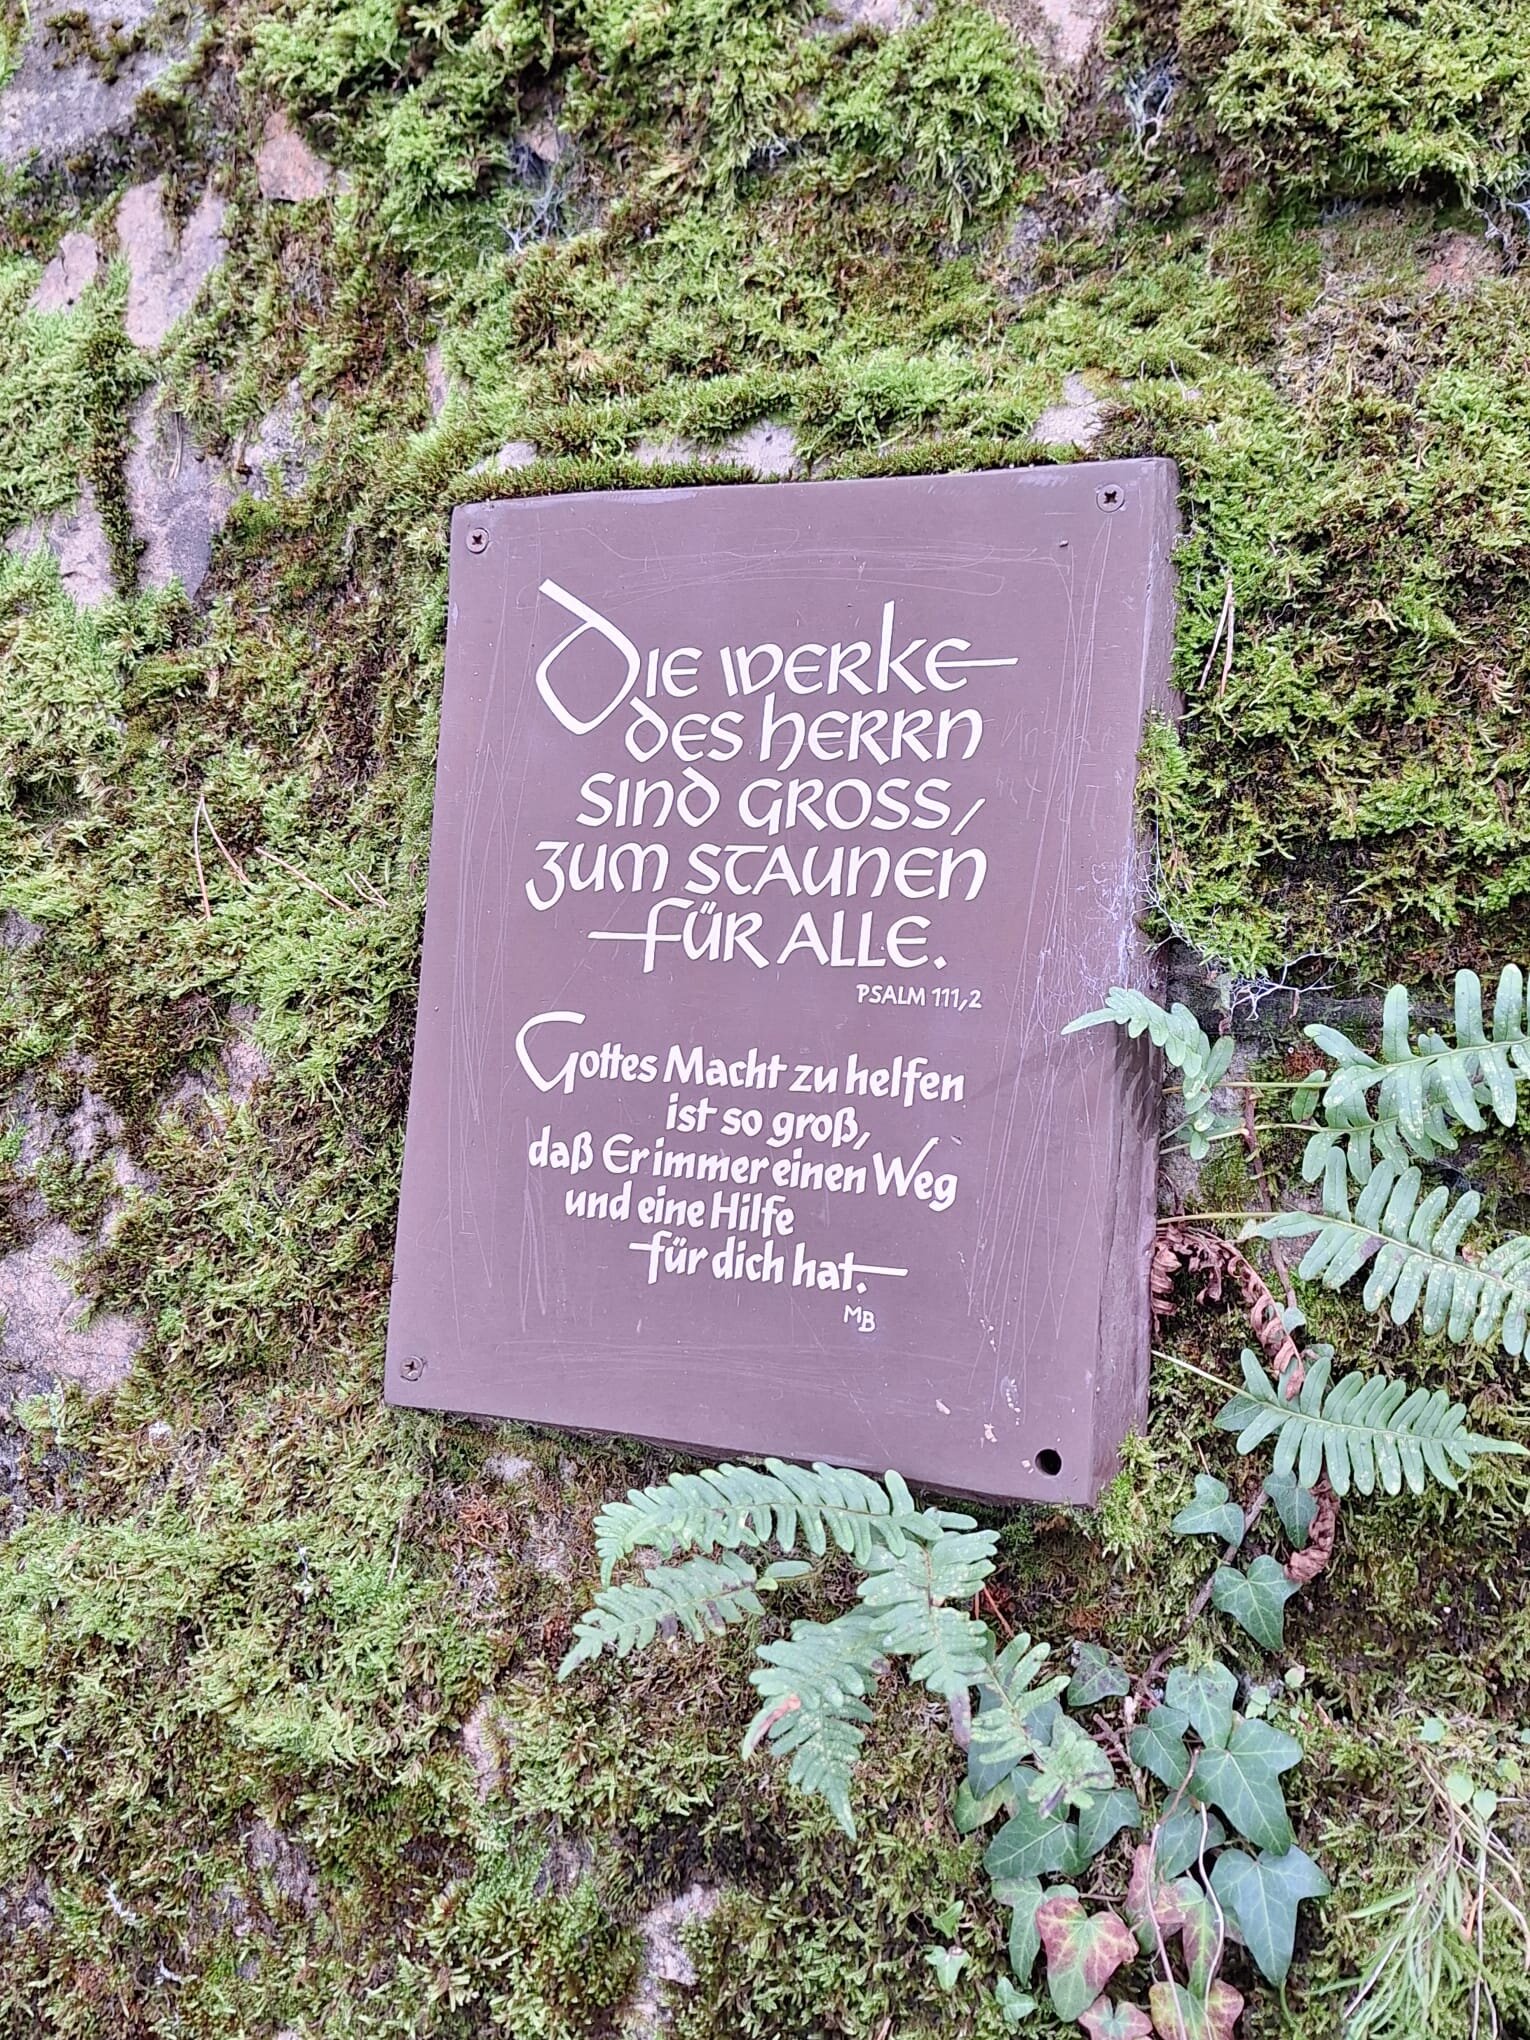 DIE WERKE
DES HERRN
SIND GROSS,
ZUM STAUNEN
FÜR ALLE.
PSALM 111,2
Gottes Macht zu helfen
ist so groß,
daß Er immer einen Weg
und eine Hilfe
für dich hat.
MB